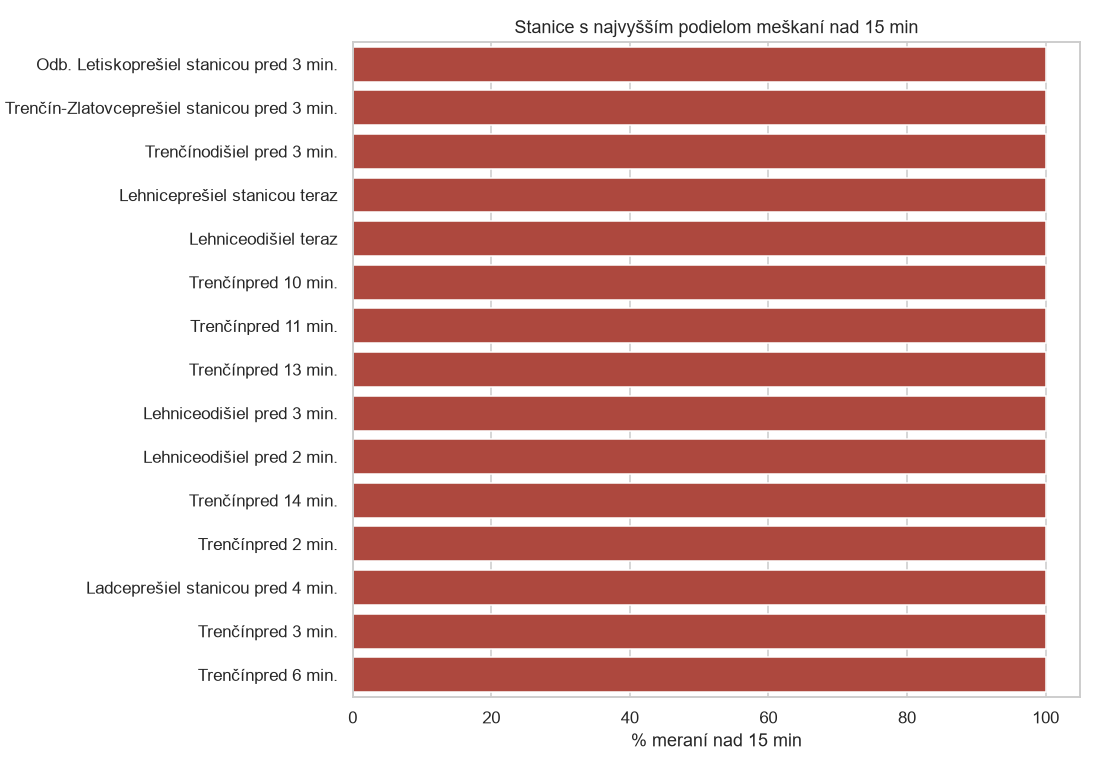 Stanice s najvyšším podielom meškaní nad 15 min
Odb. Letiskoprešiel stanicou pred 3 min.
Trenčín-Zlatovceprešiel stanicou pred 3 min.
Trenčínodišiel pred 3 min.
Lehniceprešiel stanicou teraz
Lehniceodišiel teraz
Trenčínpred 10 min.
Trenčínpred 11 min.
Trenčínpred 13 min.
Lehniceodišiel pred 3 min.
Lehniceodišiel pred 2 min.
Trenčínpred 14 min.
Trenčínpred 2 min.
Ladceprešiel stanicou pred 4 min.
Trenčínpred 3 min.
Trenčínpred 6 min.
0 20 40 60 80 100
% meraní nad 15 min